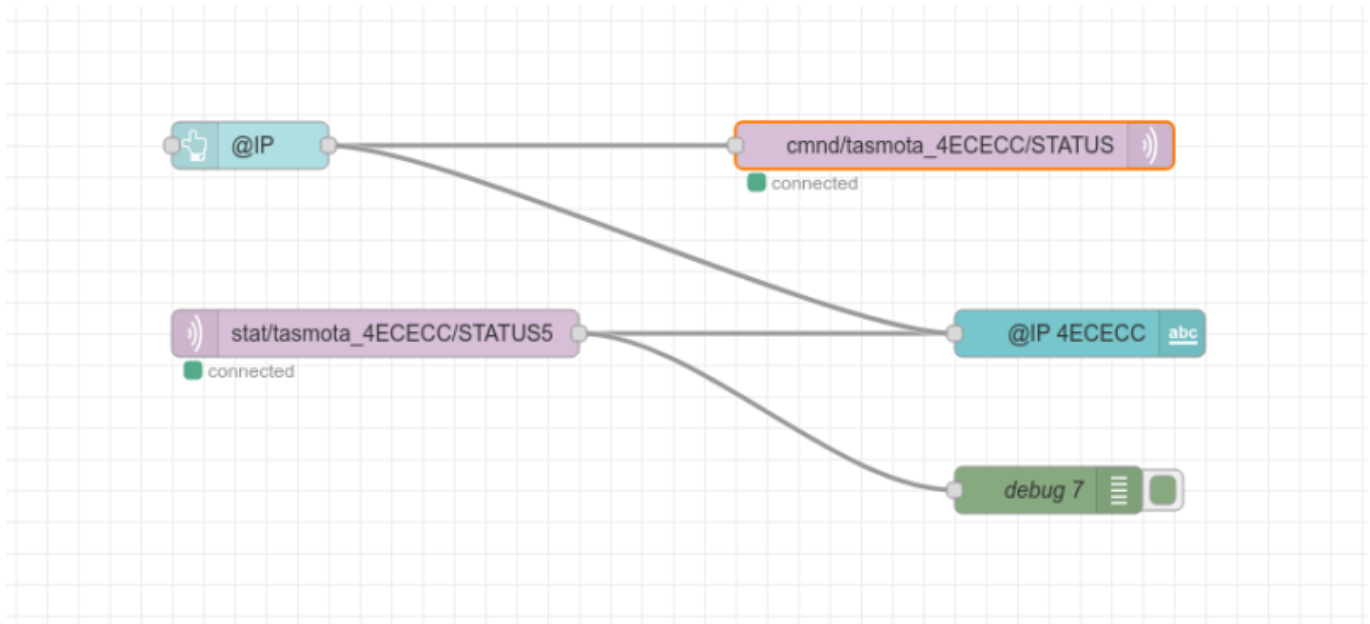 @IP
cmnd/tasmota_4ECECC/STATUS
connected
stat/tasmota_4ECECC/STATUS5
@IP 4ECECC
abc
connected
debug 7